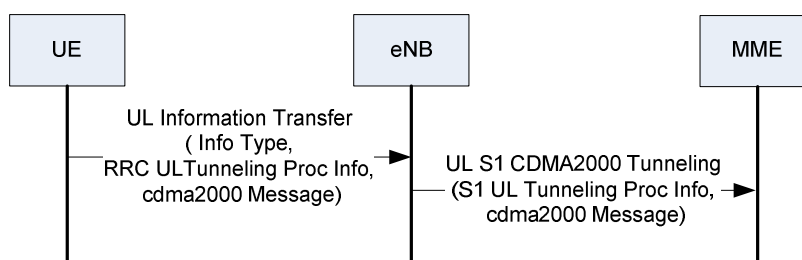 UE
eNB
MME
UL Information Transfer
( Info Type,
RRC ULTunneling Proc Info,
cdma2000 Message)
UL S1 CDMA2000 Tunneling
(S1 UL Tunneling Proc Info,
cdma2000 Message)